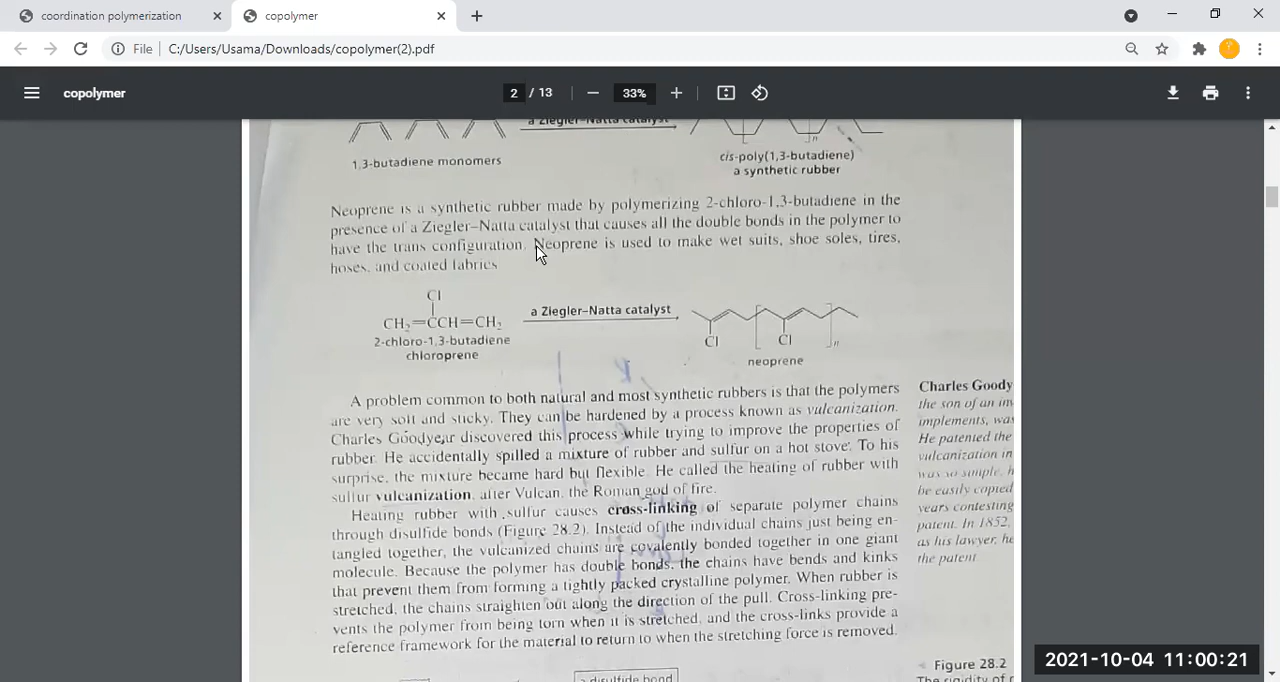 coordination polymerization
copolymer
File
C:/Users/Usama/Downloads/copolymer(2).pdf
copolymer
2 / 13
33%
a Ziegler–Natta catalyst
n
1,3-butadiene monomers
cis-poly(1,3-butadiene)
a synthetic rubber
Neoprene is a synthetic rubber made by polymerizing 2-chloro-1,3-butadiene in the
presence of a Ziegler–Natta catalyst that causes all the double bonds in the polymer to
have the trans configuration. Neoprene is used to make wet suits, shoe soles, tires,
hoses, and coated fabrics
Cl
CH2=CCH=CH2
2-chloro-1,3-butadiene
chloroprene
a Ziegler–Natta catalyst
Cl
Cl
n
neoprene
A problem common to both natural and most synthetic rubbers is that the polymers
are very soft and sticky. They can be hardened by a process known as vulcanization.
Charles Goodyear discovered this process while trying to improve the properties of
rubber. He accidentally spilled a mixture of rubber and sulfur on a hot stove. To his
surprise, the mixture became hard but flexible. He called the heating of rubber with
sulfur vulcanization, after Vulcan, the Roman god of fire.
Heating rubber with sulfur causes cross-linking of separate polymer chains
through disulfide bonds (Figure 28.2). Instead of the individual chains just being en-
tangled together, the vulcanized chains are covalently bonded together in one giant
molecule. Because the polymer has double bonds, the chains have bends and kinks
that prevent them from forming a tightly packed crystalline polymer. When rubber is
stretched, the chains straighten out along the direction of the pull. Cross-linking pre-
vents the polymer from being torn when it is stretched, and the cross-links provide a
reference framework for the material to return to when the stretching force is removed.
a disulfide bond
Charles Goody
the son of an inv
implements, was
He patented the
vulcanization in
was so simple, h
be easily copied
years contesting
patent. In 1852,
as his lawyer, he
the patent
Figure 28.2
The rigidity of r
2021-10-04 11:00:21